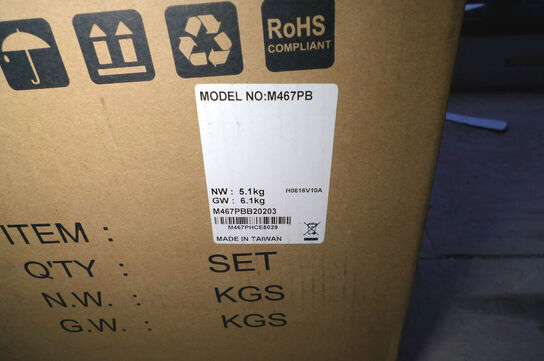 RoHS
COMPLIANT
MODEL NO:M467PB
NW : 5.1kg H0616V10A
GW : 6.1kg
M467PBB20203
M467PHCE5029
MADE IN TAIWAN
ITEM :
Q'TY : SET
N.W. : KGS
G.W. : KGS